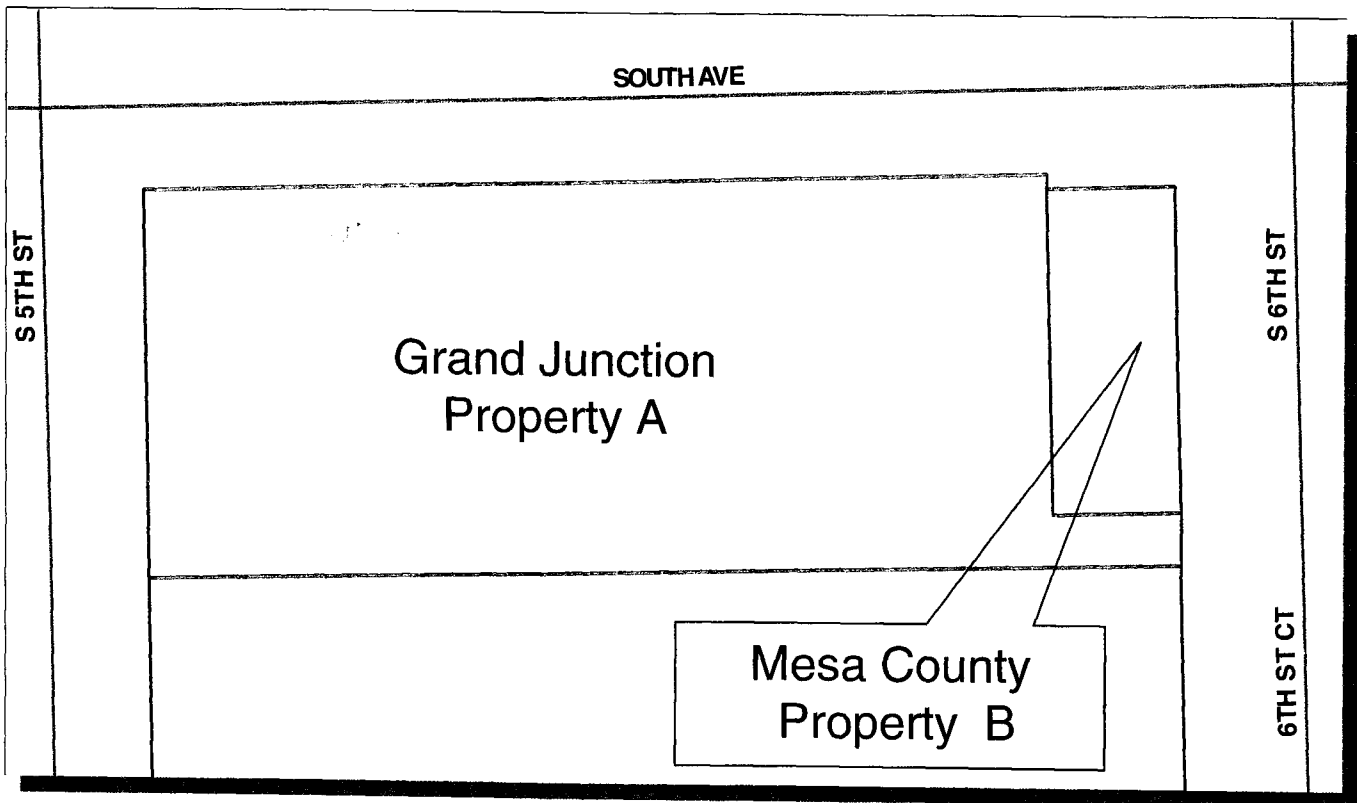 SOUTH AVE
S 5TH ST
S 6TH ST
Grand Junction
Property A
Mesa County
Property B
6TH ST CT